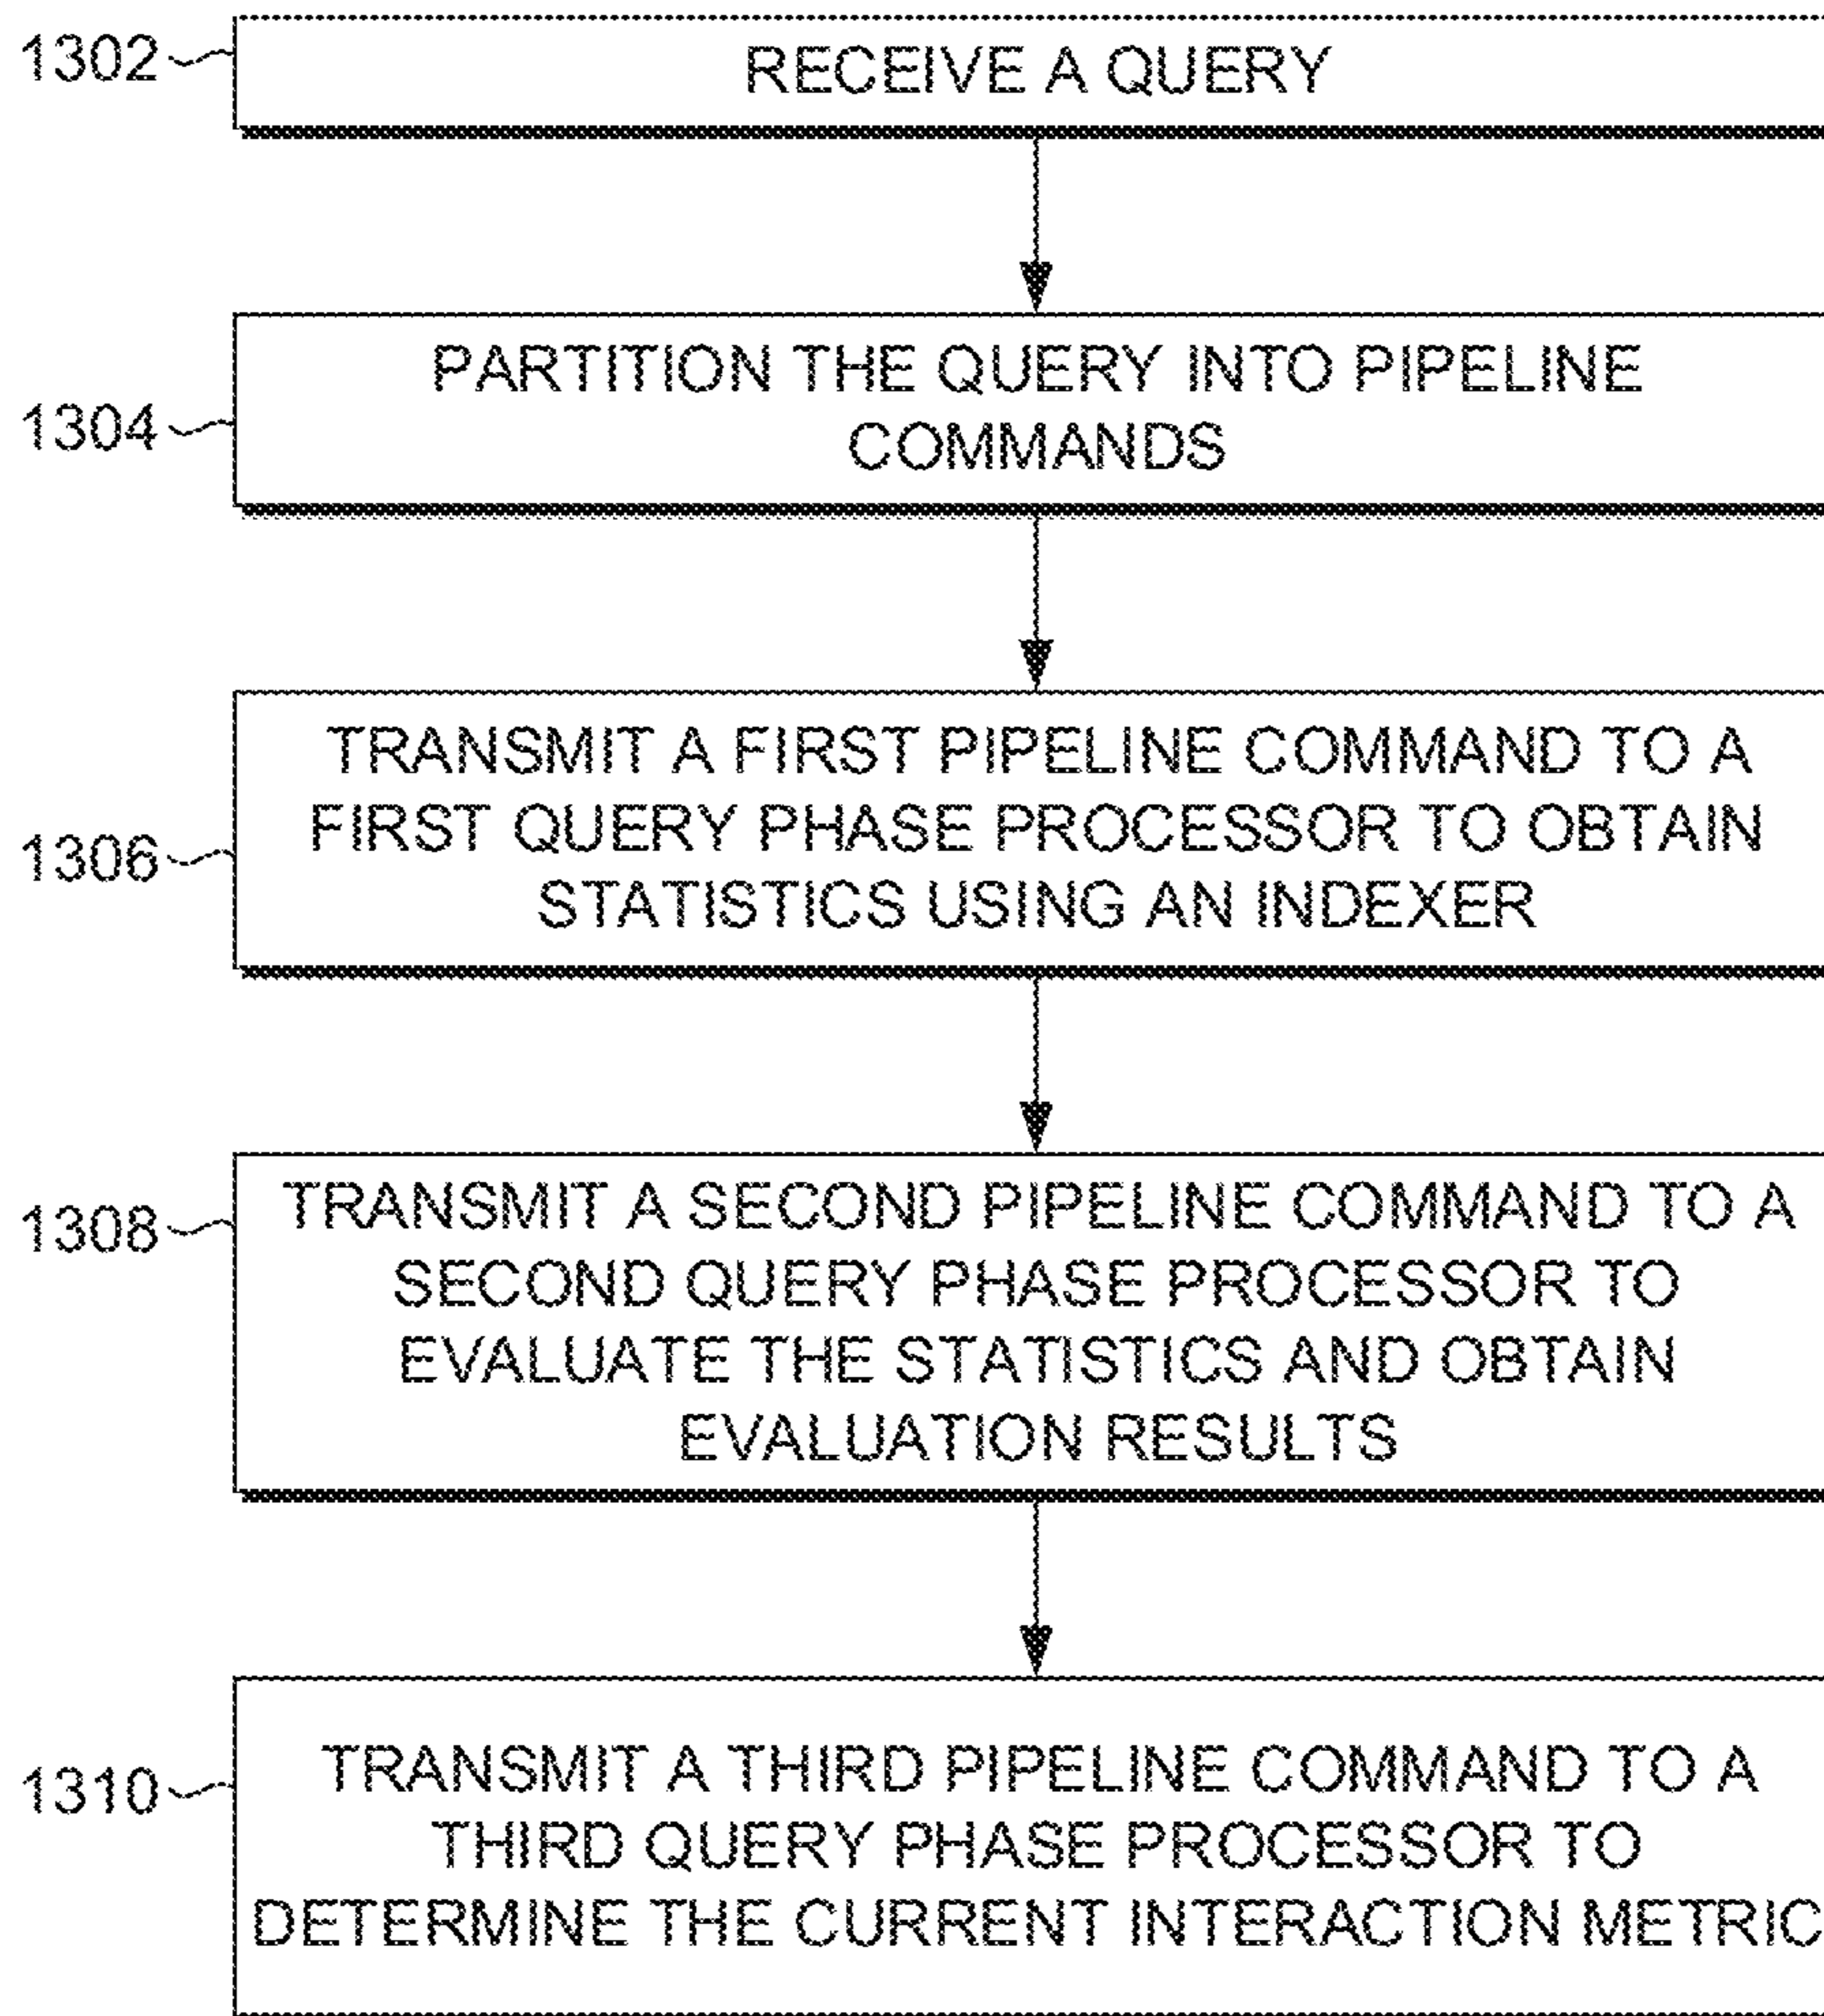 1302
RECEIVE A QUERY
1304
PARTITION THE QUERY INTO PIPELINE
COMMANDS
1306
TRANSMIT A FIRST PIPELINE COMMAND TO A
FIRST QUERY PHASE PROCESSOR TO OBTAIN
STATISTICS USING AN INDEXER
1308
TRANSMIT A SECOND PIPELINE COMMAND TO A
SECOND QUERY PHASE PROCESSOR TO
EVALUATE THE STATISTICS AND OBTAIN
EVALUATION RESULTS
1310
TRANSMIT A THIRD PIPELINE COMMAND TO A
THIRD QUERY PHASE PROCESSOR TO
DETERMINE THE CURRENT INTERACTION METRIC